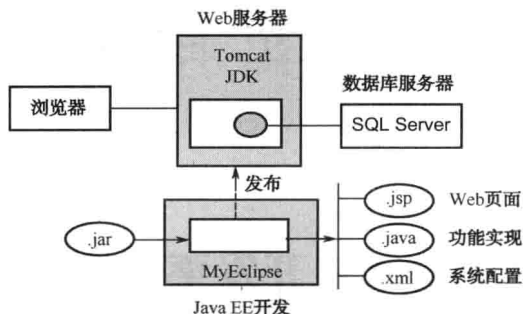 Web服务器
Tomcat
JDK
浏览器
数据库服务器
SQL Server
发布
.jar
MyEclipse
Java EE开发
.jsp Web页面
.java 功能实现
.xml 系统配置